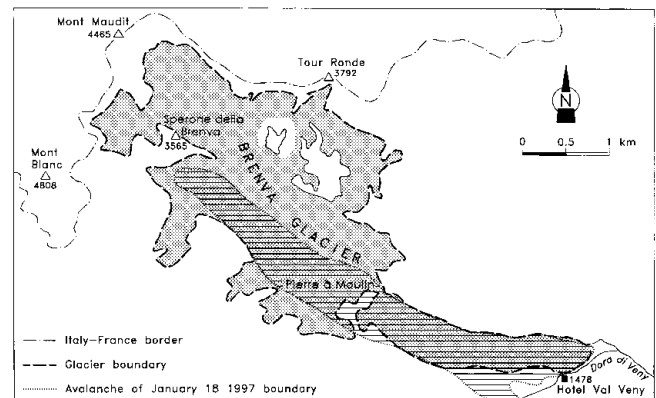 Mont Maudit
4465
Tour Ronde
3792
N
Sperone della
Brenva
3565
0 0.5 1 km
Mont
Blanc
4808
BRENVA GLACIER
Pierre à Moulin
Italy-France border
Glacier boundary
Avalanche of January 18 1997 boundary
Dora di Veny
1478
Hotel Val Veny